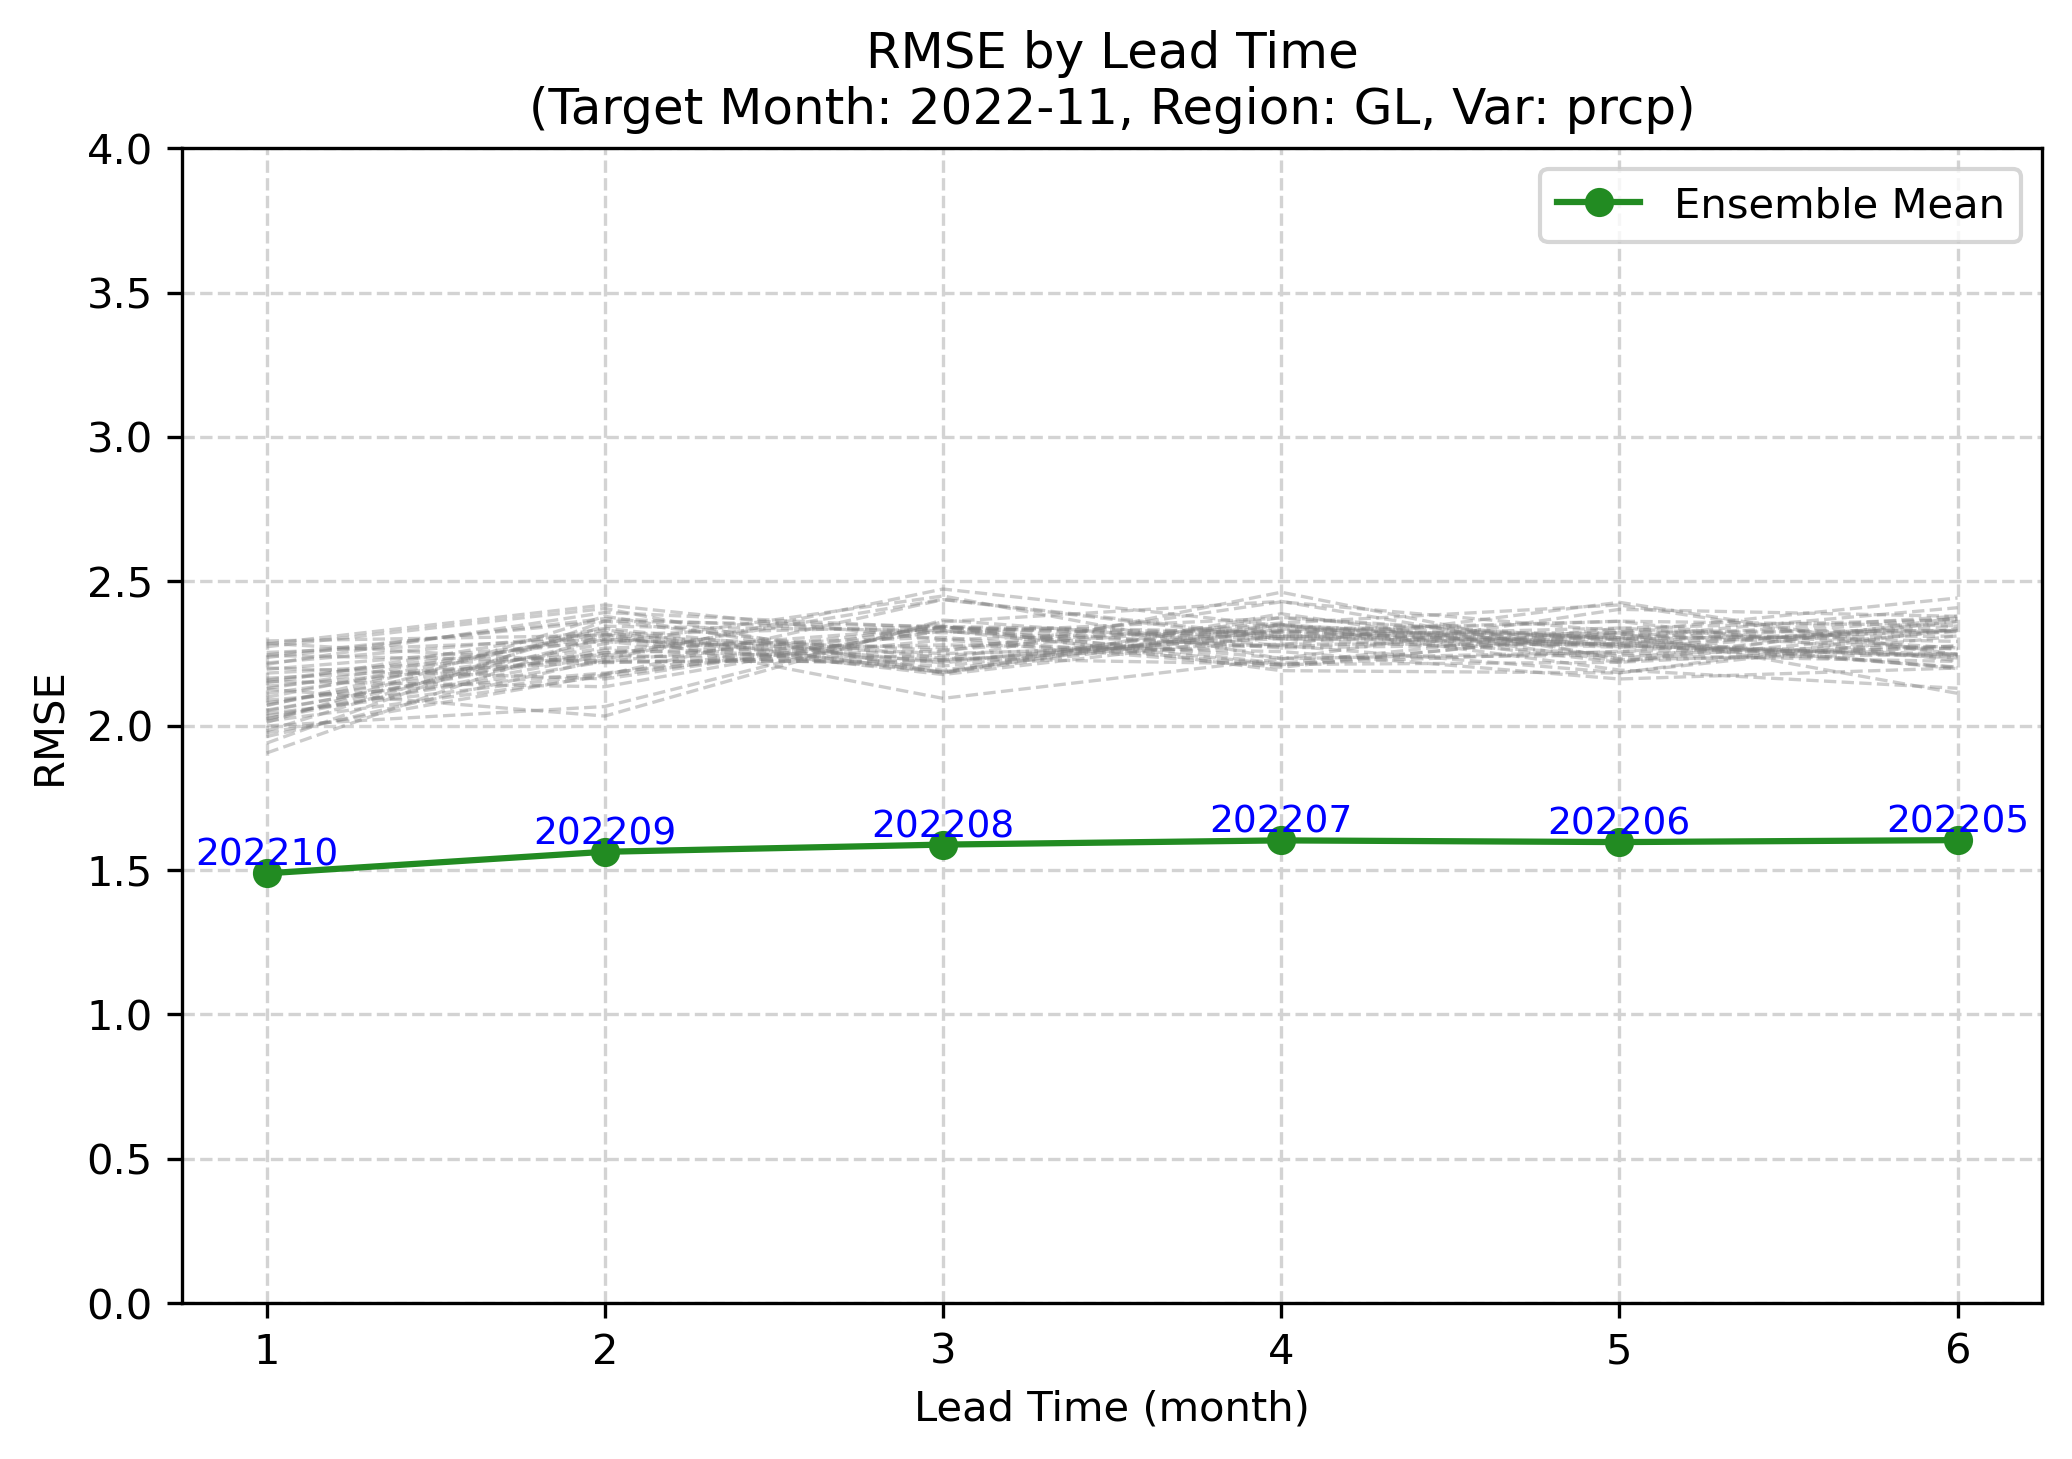 RMSE by Lead Time
(Target Month: 2022-11, Region: GL, Var: prcp)
Ensemble Mean
RMSE
4.0
3.5
3.0
2.5
2.0
1.5
1.0
0.5
0.0
202210
202209
202208
202207
202206
202205
1 2 3 4 5 6
Lead Time (month)